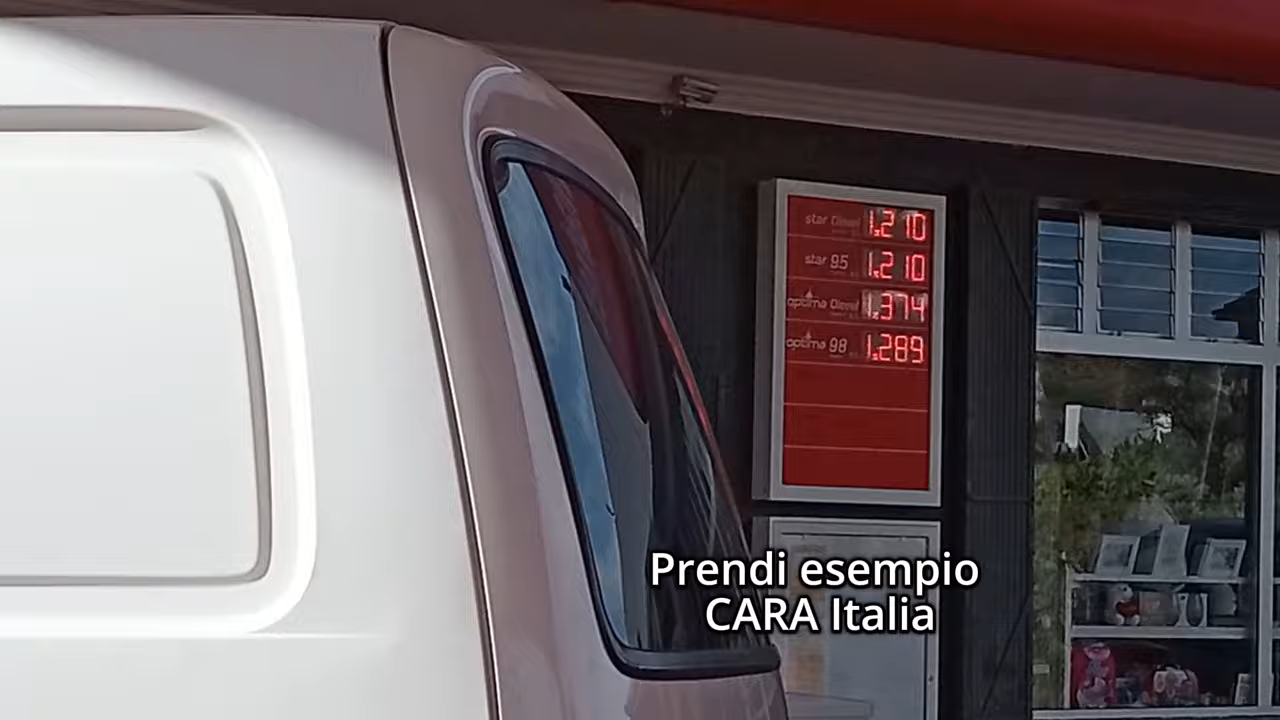 star Diesel 1.210
star 95 1.210
optima Diesel 1.374
optima 98 1.289
Prendi esempio
CARA Italia